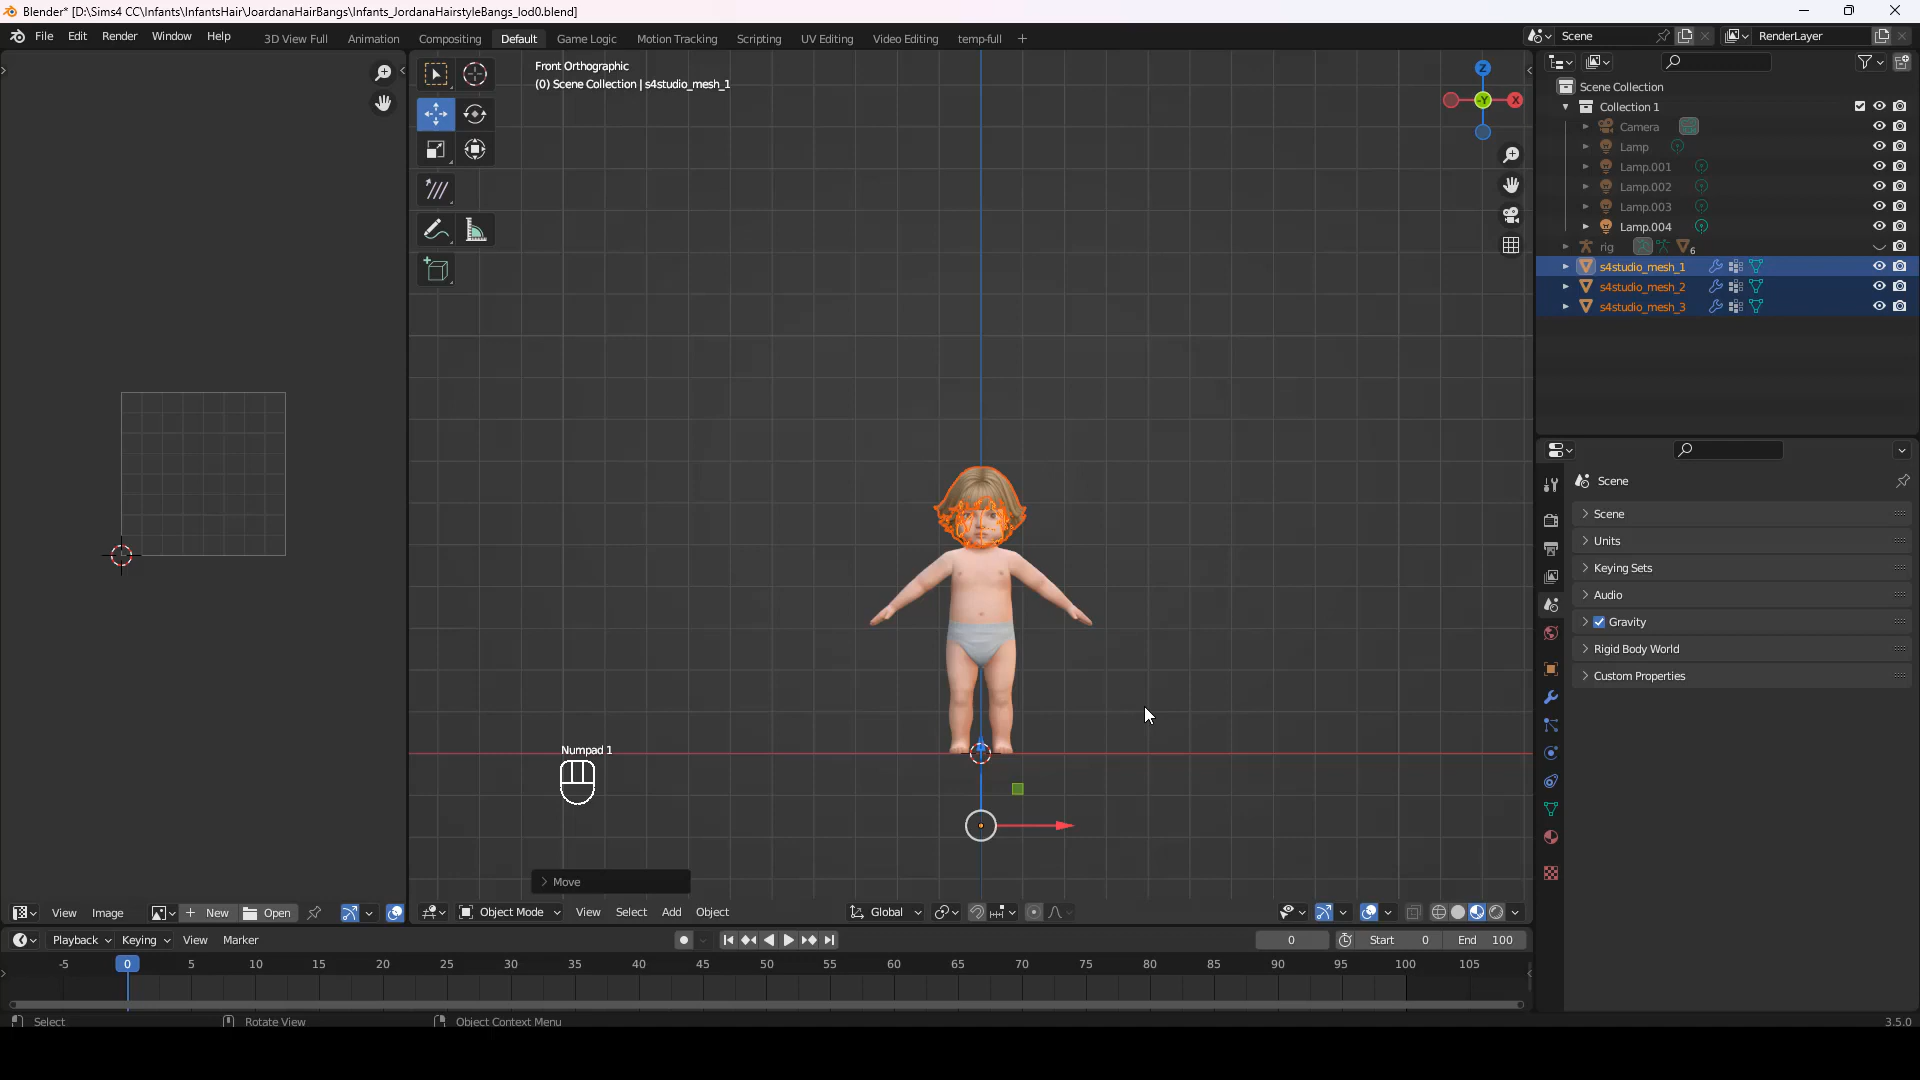 Blender* [D:\Sims4 CC\Infants\InfantsHair\JoardanaHairBangs\Infants_JordanaHairstyleBangs_lod0.blend]
File Edit Render Window Help 3D View Full Animation Compositing Default Game Logic Motion Tracking Scripting UV Editing Video Editing temp-full + Scene RenderLayer
Front Orthographic
(0) Scene Collection | s4studio_mesh_1
Z
-Y
X
Scene Collection
Collection 1
Camera
Lamp
Lamp.001
Lamp.002
Lamp.003
Lamp.004
rig 6
s4studio_mesh_1
s4studio_mesh_2
s4studio_mesh_3
Scene
Scene
Units
Keying Sets
Audio
Gravity
Rigid Body World
Custom Properties
Numpad 1
Move
View Image New Open Object Mode View Select Add Object Global
Playback Keying View Marker 0 Start 0 End 100
-5 0 5 10 15 20 25 30 35 40 45 50 55 60 65 70 75 80 85 90 95 100 105
Select Rotate View Object Context Menu 3.5.0